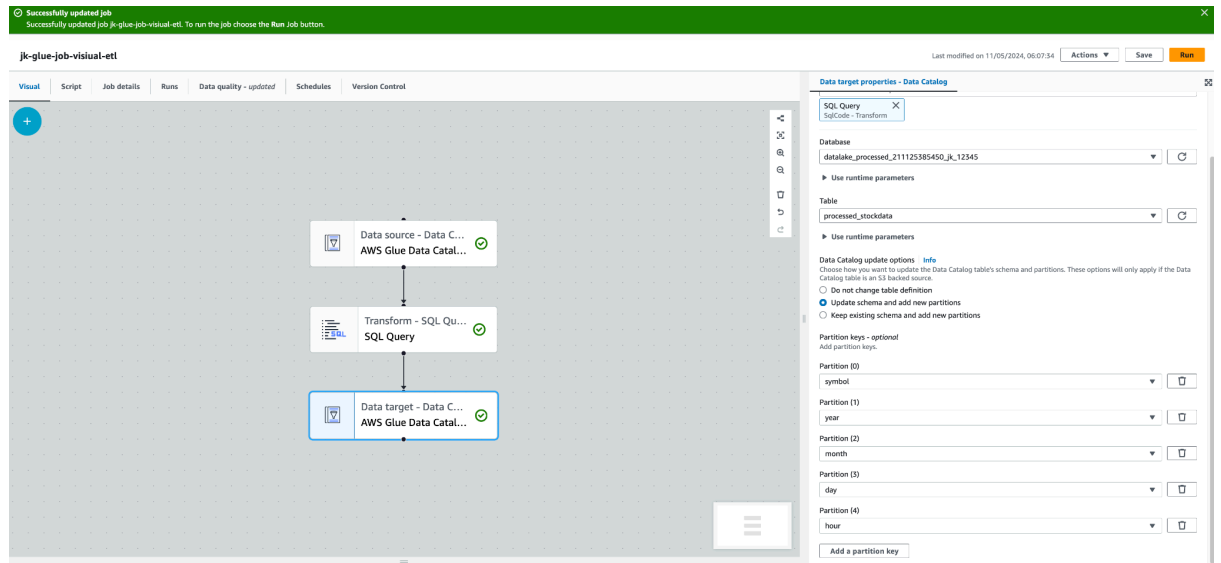 Successfully updated job
Successfully updated job jk-glue-job-visiual-etl. To run the job choose the Run Job button.
jk-glue-job-visiual-etl
Last modified on 11/05/2024, 06:07:34
Actions
Save
Run
Visual
Script
Job details
Runs
Data quality - updated
Schedules
Version Control
Data source - Data C...
AWS Glue Data Catal...
Transform - SQL Qu...
SQL Query
SQL
Data target - Data C...
AWS Glue Data Catal...
Data target properties - Data Catalog
SQL Query
SqlCode - Transform
Database
datalake_processed_211125385450_jk_12345
Use runtime parameters
Table
processed_stockdata
Use runtime parameters
Data Catalog update options Info
Choose how you want to update the Data Catalog table's schema and partitions. These options will only apply if the Data
Catalog table is an S3 backed source.
Do not change table definition
Update schema and add new partitions
Keep existing schema and add new partitions
Partition keys - optional
Add partition keys.
Partition (0)
symbol
Partition (1)
year
Partition (2)
month
Partition (3)
day
Partition (4)
hour
Add a partition key